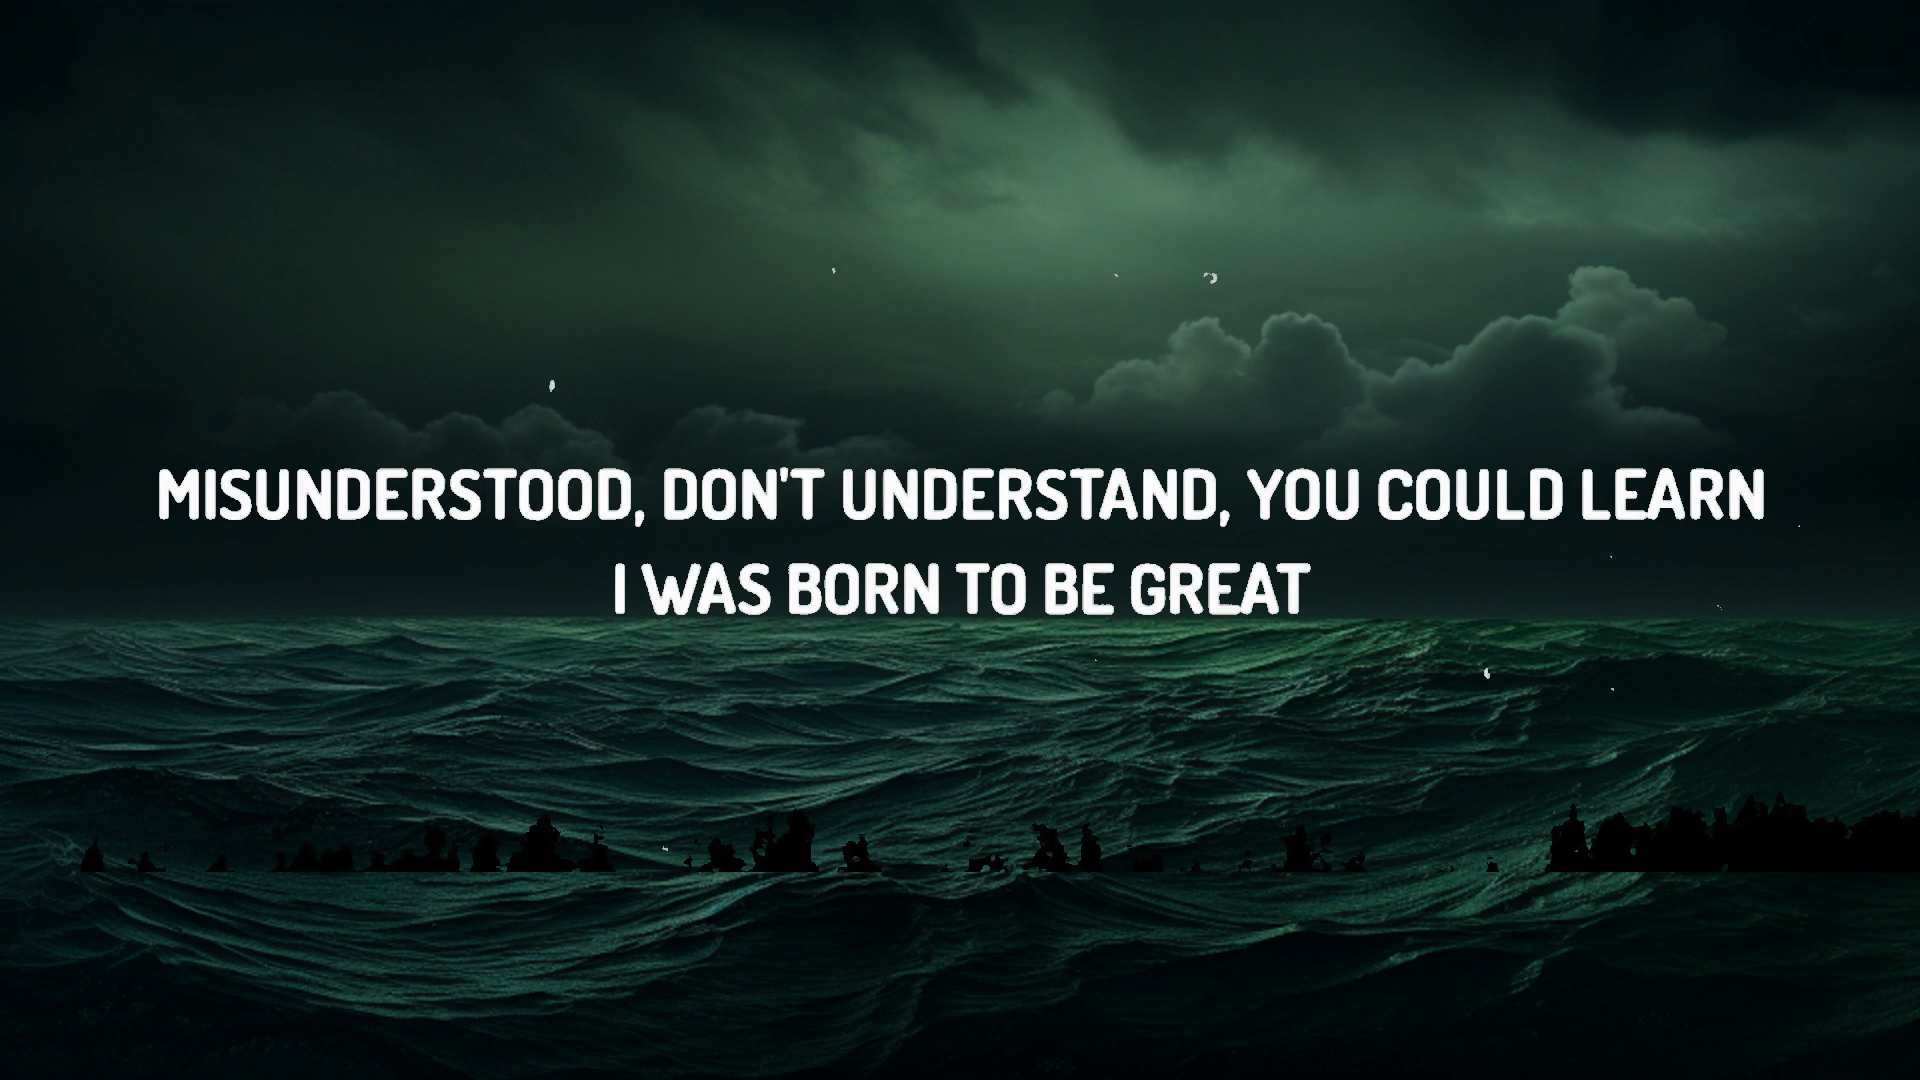 MISUNDERSTOOD, DON'T UNDERSTAND, YOU COULD LEARN
I WAS BORN TO BE GREAT